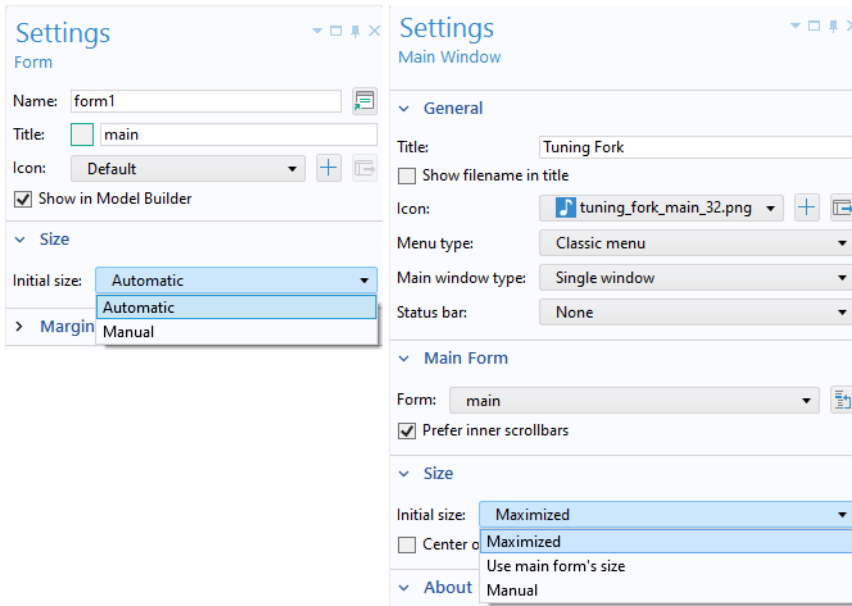 Settings
Form
Name: form1
Title: main
Icon: Default
Show in Model Builder
Size
Initial size: Automatic
Automatic
Manual
Margin
Settings
Main Window
General
Title: Tuning Fork
Show filename in title
Icon: tuning_fork_main_32.png
Menu type: Classic menu
Main window type: Single window
Status bar: None
Main Form
Form: main
Prefer inner scrollbars
Size
Initial size: Maximized
Center o
Maximized
Use main form's size
Manual
About